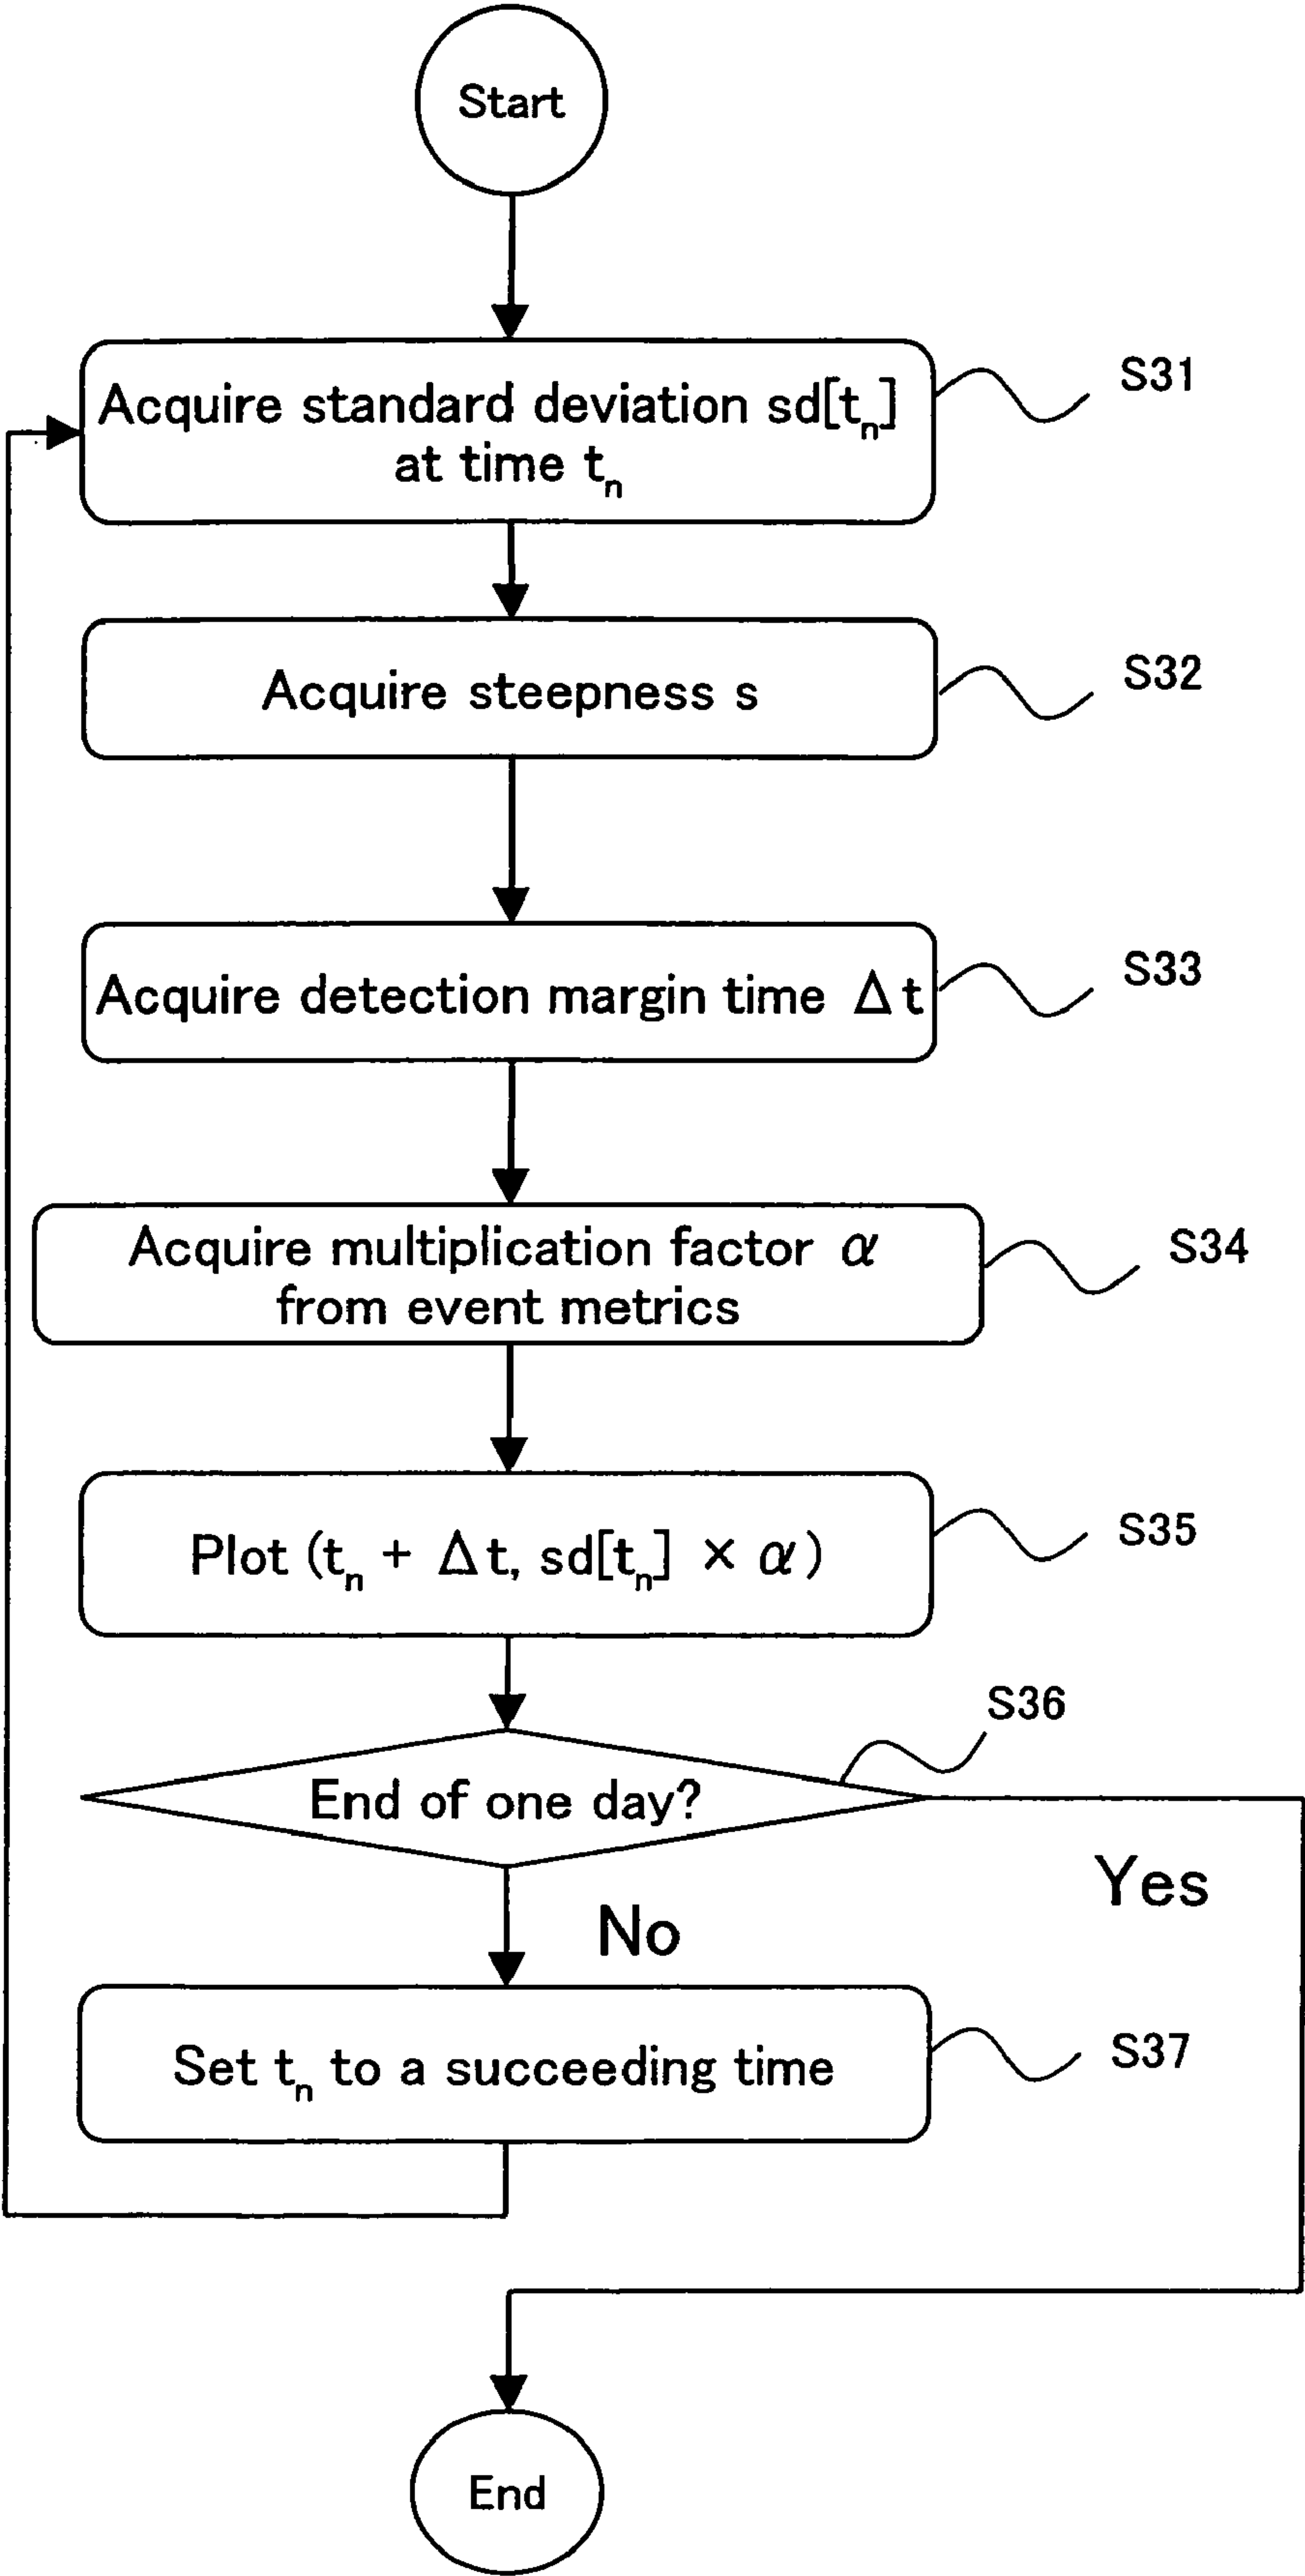 Start
Acquire standard deviation sd[tₙ]
at time tₙ
S31
Acquire steepness s
S32
Acquire detection margin time Δt
S33
Acquire multiplication factor α
from event metrics
S34
Plot (tₙ + Δt, sd[tₙ] × α)
S35
S36
End of one day?
Yes
No
Set tₙ to a succeeding time
S37
End